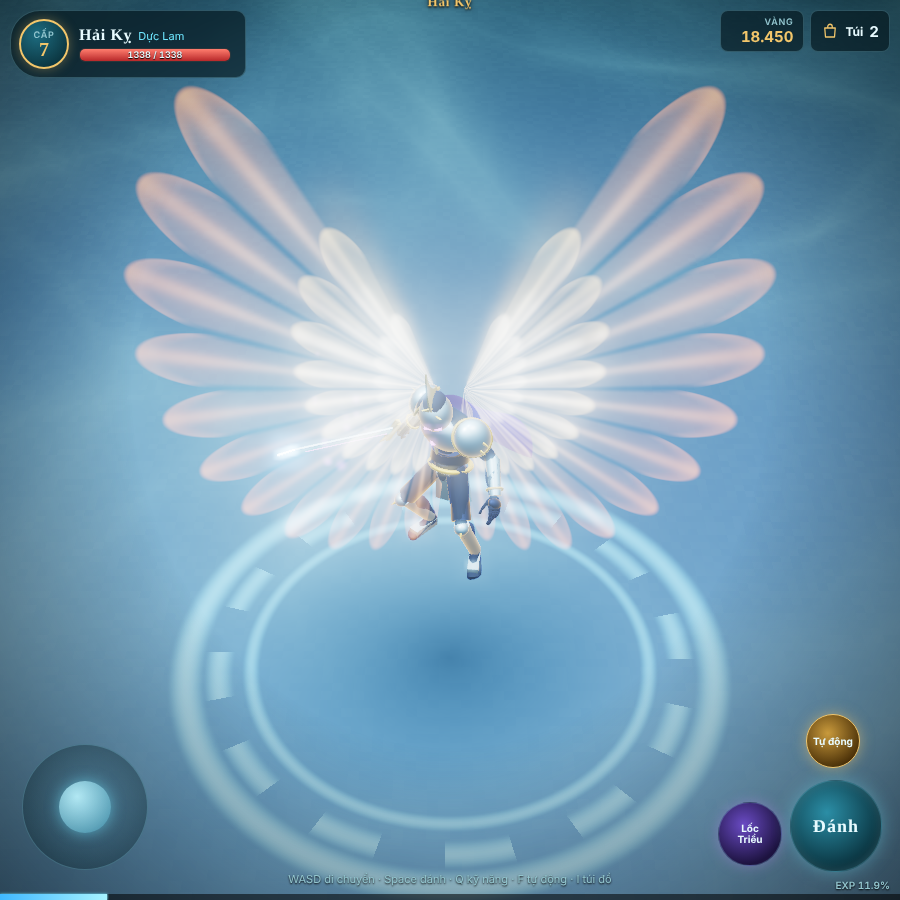 Hải Kỵ
CẤP
7
Hải Kỵ Dực Lam
1338 / 1338
VÀNG
18.450
Túi 2
Tự động
Lốc
Triều
Đánh
WASD di chuyển · Space đánh · Q kỹ năng · F tự động · I túi đồ
EXP 11.9%